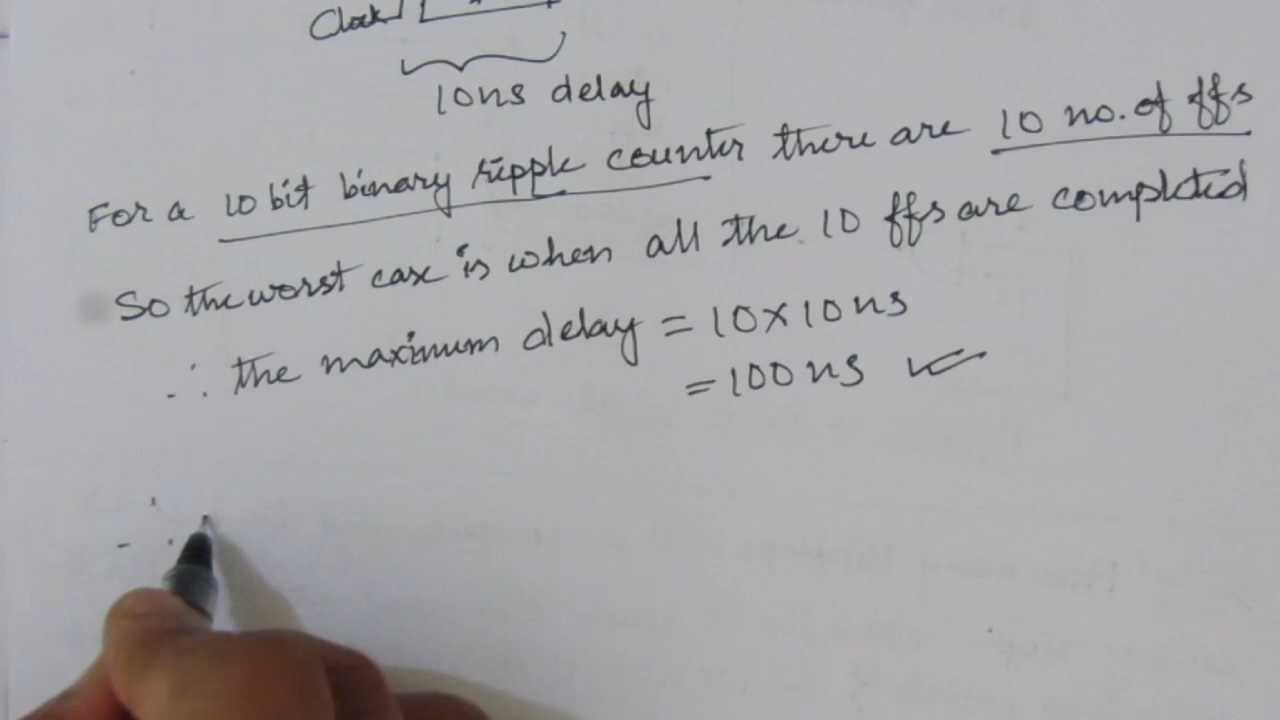 Clock
10ns delay
For a 10 bit binary ripple counter there are 10 no. of ffs
So the worst case is when all the 10 ffs are completed
∴ the maximum delay = 10×10ns
= 100ns ✓
∴